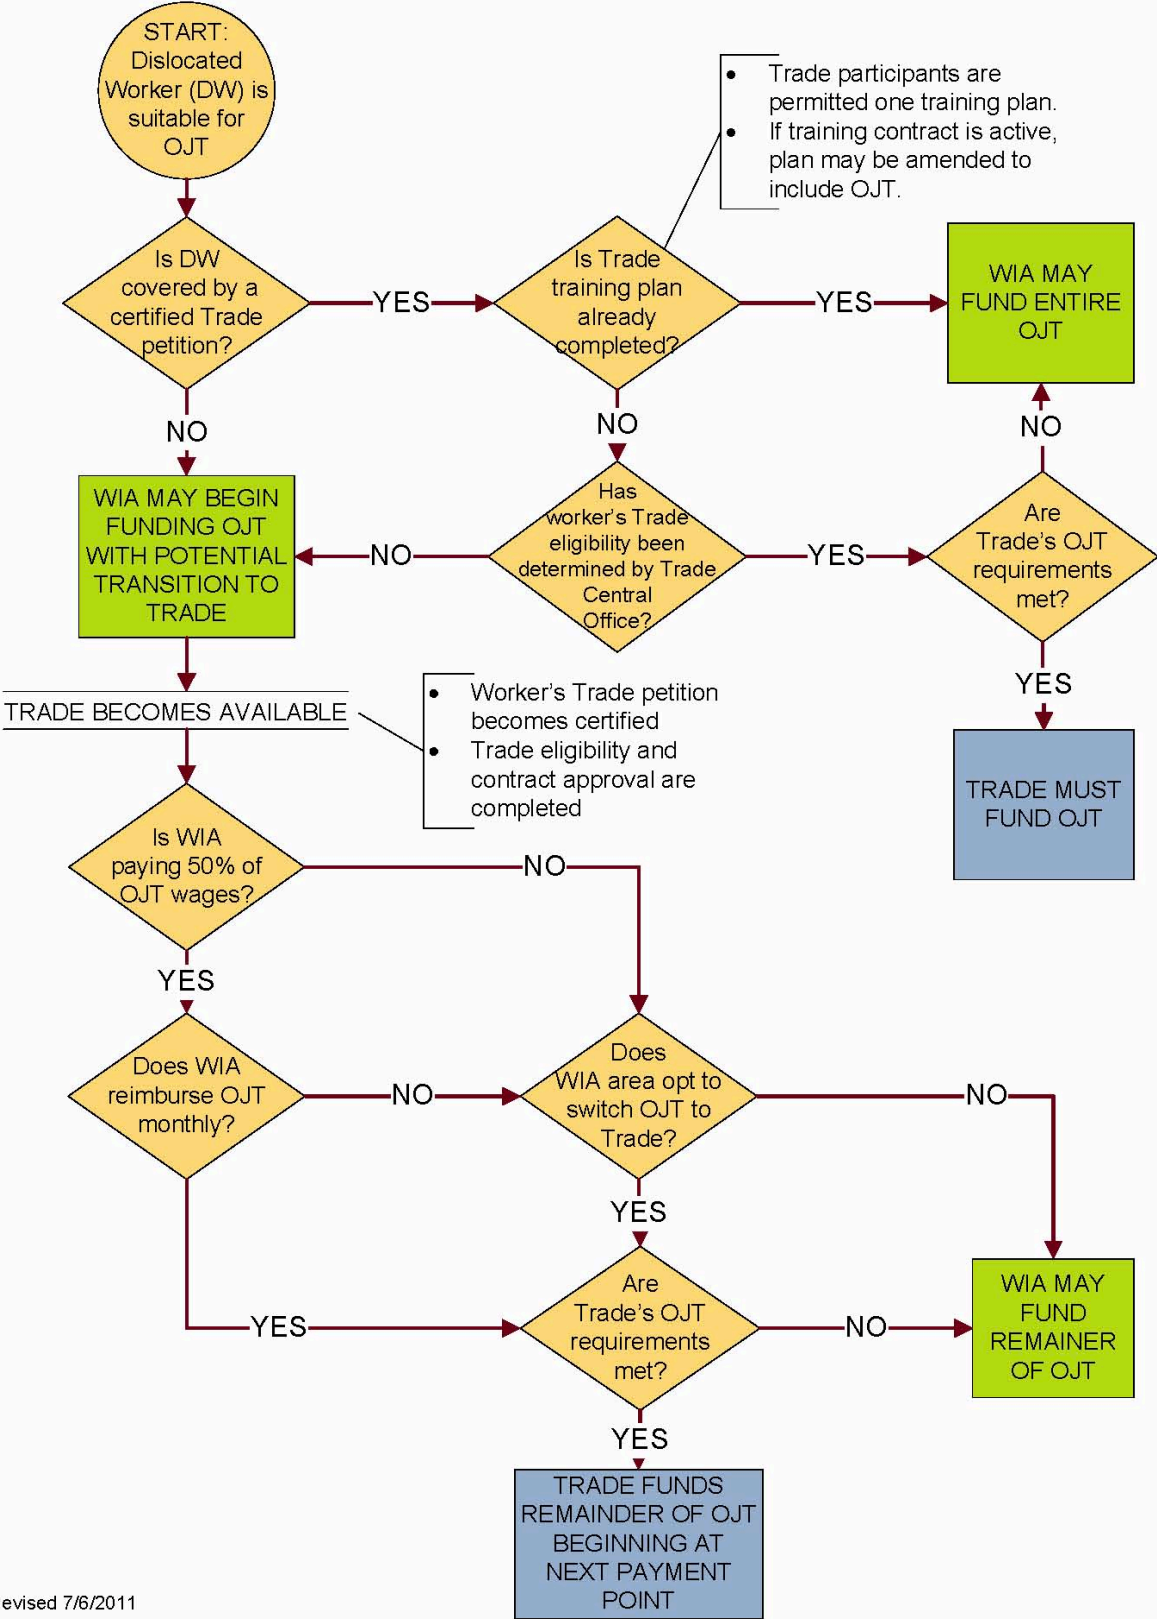 START:
Dislocated
Worker (DW) is
suitable for
OJT
• Trade participants are
permitted one training plan.
• If training contract is active,
plan may be amended to
include OJT.
Is DW
covered by a
certified Trade
petition?
YES
Is Trade
training plan
already
completed?
YES
WIA MAY
FUND ENTIRE
OJT
NO
NO
NO
WIA MAY BEGIN
FUNDING OJT
WITH POTENTIAL
TRANSITION TO
TRADE
NO
Has
worker's Trade
eligibility been
determined by Trade
Central
Office?
YES
Are
Trade's OJT
requirements
met?
YES
TRADE BECOMES AVAILABLE
• Worker's Trade petition
becomes certified
• Trade eligibility and
contract approval are
completed
TRADE MUST
FUND OJT
Is WIA
paying 50% of
OJT wages?
NO
YES
Does WIA
reimburse OJT
monthly?
NO
Does
WIA area opt to
switch OJT to
Trade?
NO
YES
YES
Are
Trade's OJT
requirements
met?
NO
WIA MAY
FUND
REMAINER
OF OJT
YES
TRADE FUNDS
REMAINDER OF OJT
BEGINNING AT
NEXT PAYMENT
POINT
evised 7/6/2011